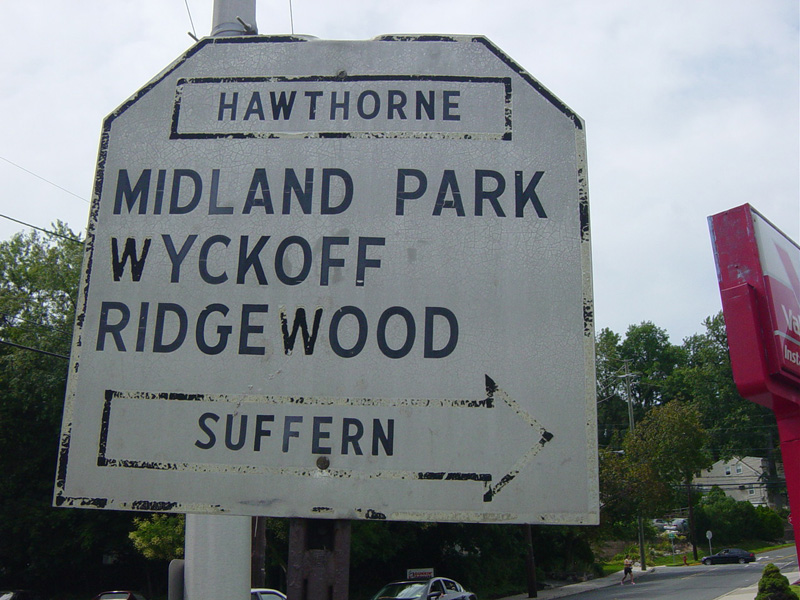 HAWTHORNE
MIDLAND PARK
WYCKOFF
RIDGEWOOD
SUFFERN